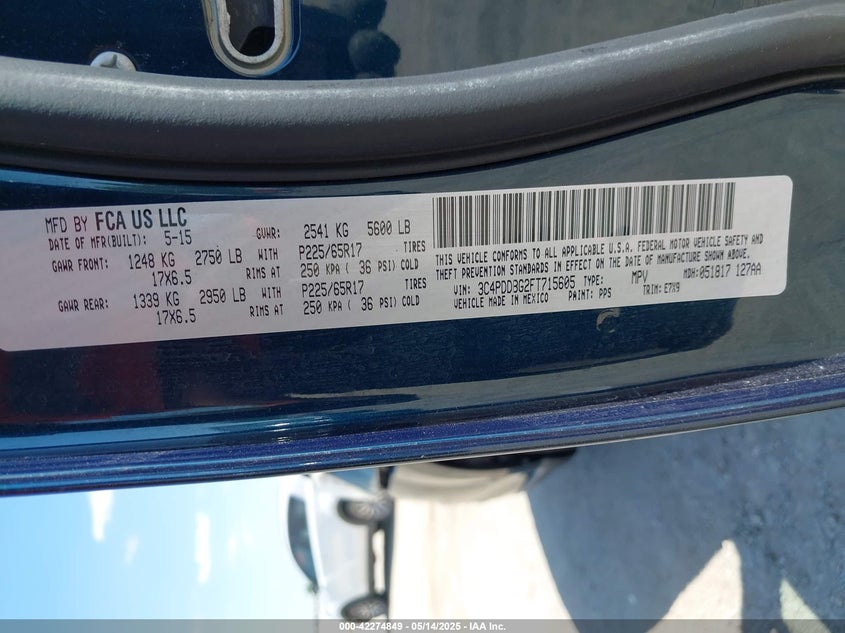 MFD BY FCA US LLC
DATE OF MFR(BUILT): 5-15 GVWR: 2541 KG 5600 LB
GAWR FRONT: 1248 KG 2750 LB WITH P225/65R17 TIRES
17X6.5 RIMS AT 250 KPA ( 36 PSI) COLD
GAWR REAR: 1339 KG 2950 LB WITH P225/65R17 TIRES
17X6.5 RIMS AT 250 KPA ( 36 PSI) COLD
THIS VEHICLE CONFORMS TO ALL APPLICABLE U.S.A. FEDERAL MOTOR VEHICLE SAFETY AND
THEFT PREVENTION STANDARDS IN EFFECT ON THE DATE OF MANUFACTURE SHOWN ABOVE.
VIN: 3C4PDD3G2FT715605 TYPE: MPV MDH: 051817 127AA
VEHICLE MADE IN MEXICO PAINT: PPS TRIM: E7X9
000-42274849 - 05/14/2025 - IAA Inc.